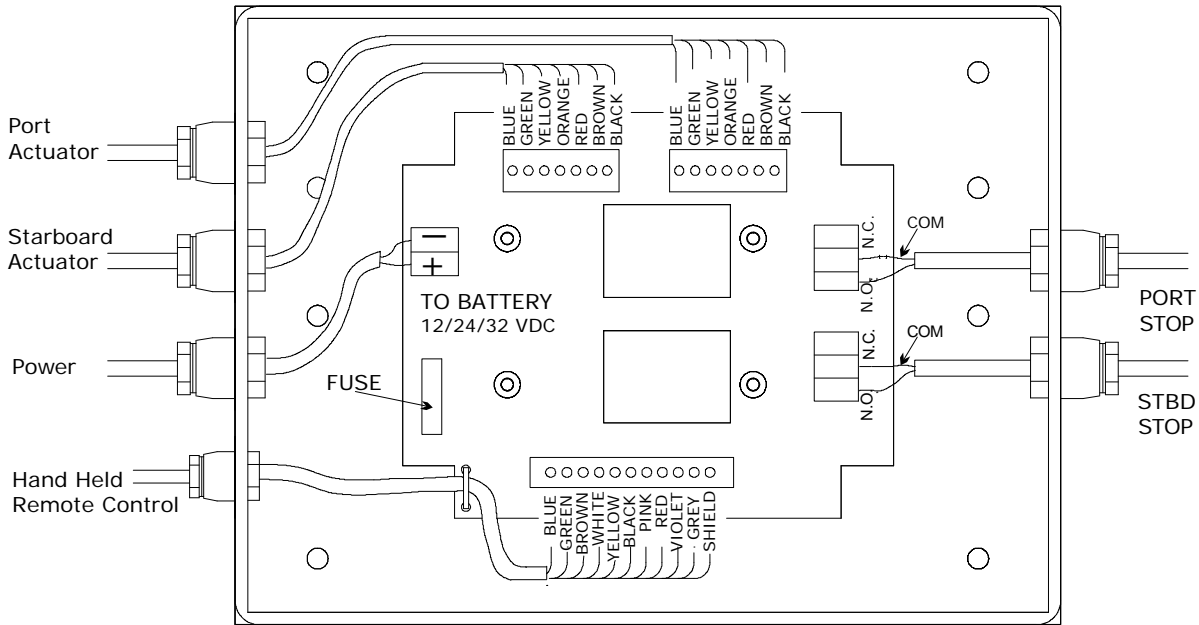 Port
Actuator
Starboard
Actuator
Power
Hand Held
Remote Control
BLUE
GREEN
YELLOW
ORANGE
RED
BROWN
BLACK
BLUE
GREEN
YELLOW
ORANGE
RED
BROWN
BLACK
−
+
TO BATTERY
12/24/32 VDC
FUSE
N.C.
COM
N.O.
N.C.
COM
N.O.
PORT
STOP
STBD
STOP
BLUE
GREEN
BROWN
WHITE
YELLOW
BLACK
PINK
RED
VIOLET
GREY
SHIELD